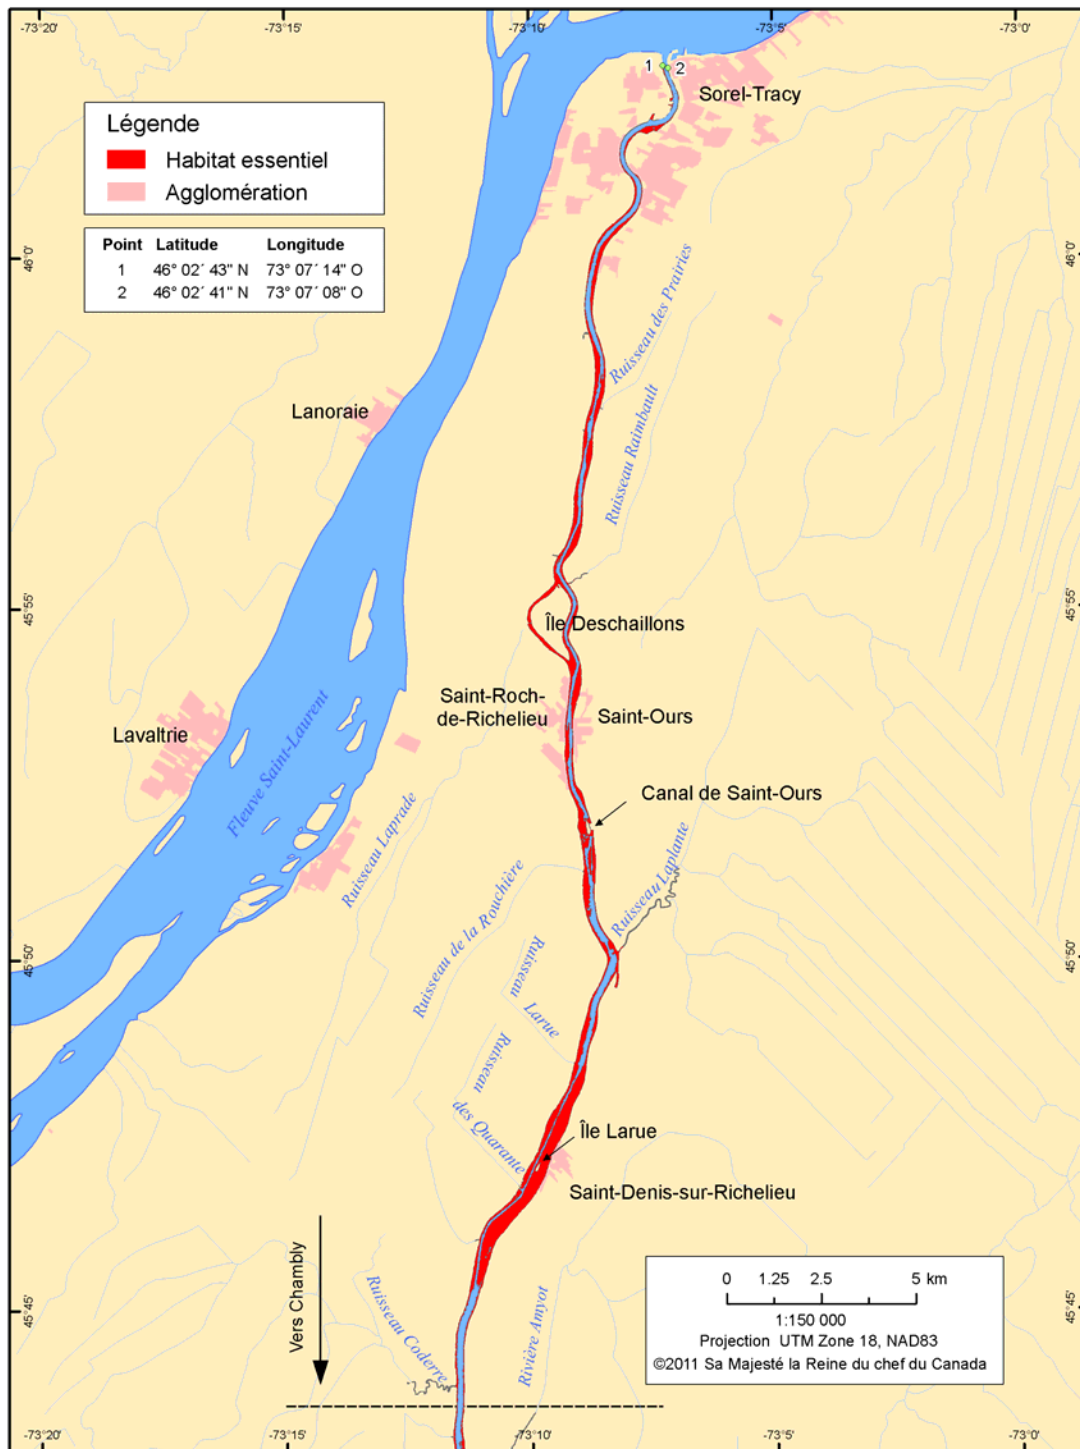 -73°20'
-73°15'
-73°10'
-73°5'
-73°0'
1
2
Sorel-Tracy
Légende
Habitat essentiel
Agglomération
Point Latitude Longitude
1 46° 02´ 43" N 73° 07´ 14" O
2 46° 02´ 41" N 73° 07´ 08" O
46°0'
46°0'
Ruisseau des Prairies
Lanoraie
Ruisseau Raimbault
45°55'
45°55'
Île Deschaillons
Saint-Roch-
de-Richelieu
Saint-Ours
Lavaltrie
Fleuve Saint-Laurent
Canal de Saint-Ours
Ruisseau Laprade
Ruisseau Laplante
Ruisseau de la Rouchière
45°50'
45°50'
Ruisseau
Larue
Ruisseau
des Quarante
Île Larue
Saint-Denis-sur-Richelieu
Vers Chambly
45°45'
45°45'
Ruisseau Coderre
Rivière Amyot
0 1.25 2.5 5 km
1:150 000
Projection UTM Zone 18, NAD83
©2011 Sa Majesté la Reine du chef du Canada
-73°20'
-73°15'
-73°10'
-73°5'
-73°0'